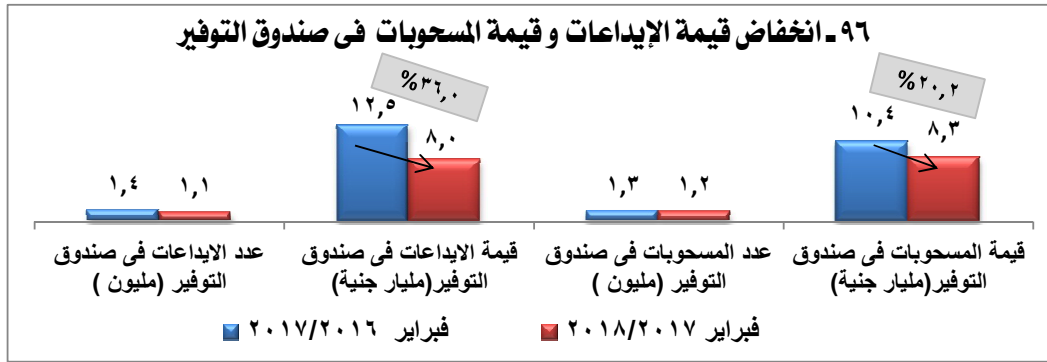 ٩٦ ـ انخفاض قيمة الإيداعات و قيمة المسحوبات فى صندوق التوفير
%٣٦,٠
%٢٠,٢
١,٤
١,١
١٢,٥
٨,٠
١,٣
١,٢
١٠,٤
٨,٣
عدد الايداعات فى صندوق
التوفير (مليون )
قيمة الايداعات فى صندوق
التوفير(مليار جنية)
عدد المسحوبات فى صندوق
التوفير (مليون )
قيمة المسحوبات فى صندوق
التوفير(مليار جنية)
فبراير ٢٠١٧/٢٠١٦
فبراير ٢٠١٨/٢٠١٧